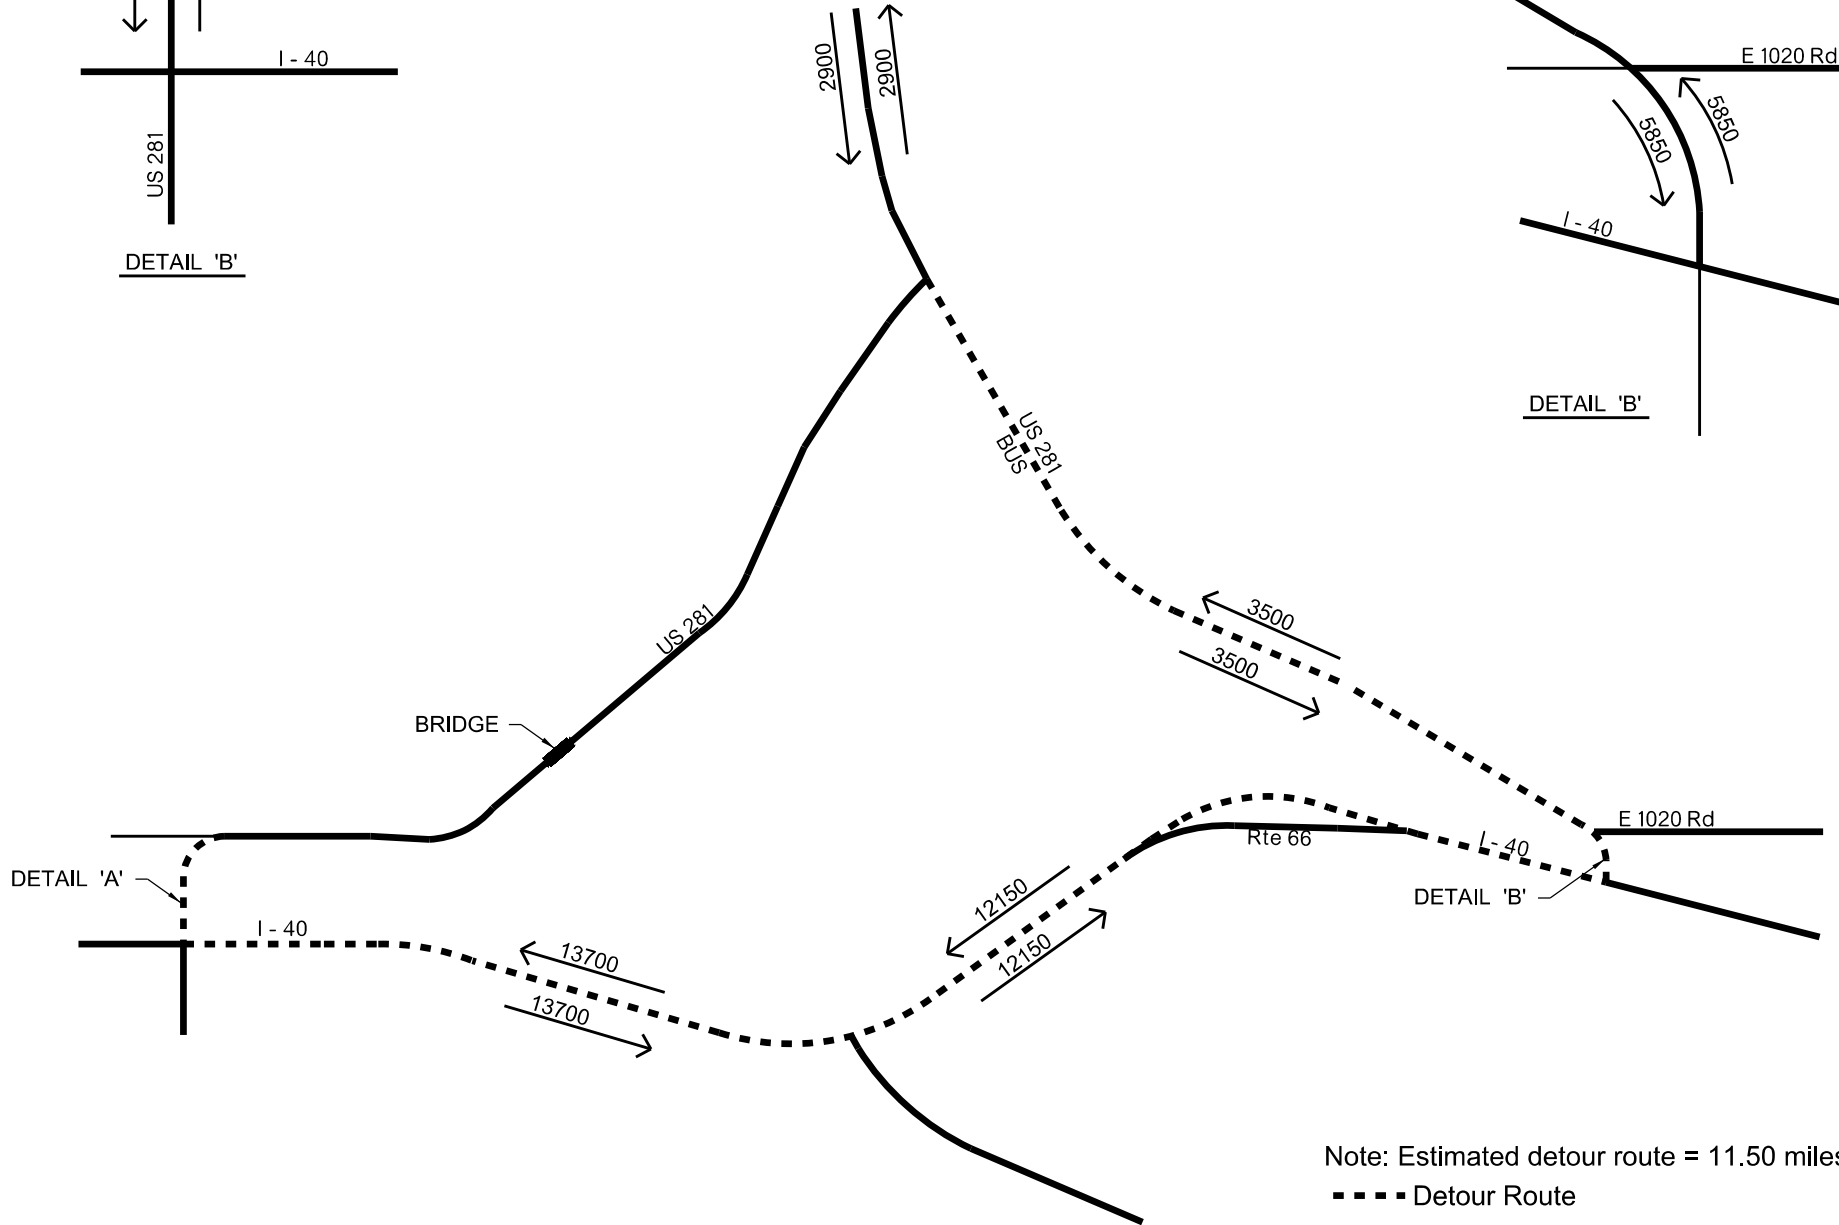 I - 40
US 281
DETAIL 'B'
2900
2900
E 1020 Rd
5850
5850
I - 40
DETAIL 'B'
US 281
BUS
3500
3500
US 281
BRIDGE
E 1020 Rd
Rte 66
I - 40
DETAIL 'A'
DETAIL 'B'
12150
12150
I - 40
13700
13700
Note: Estimated detour route = 11.50 miles
Detour Route